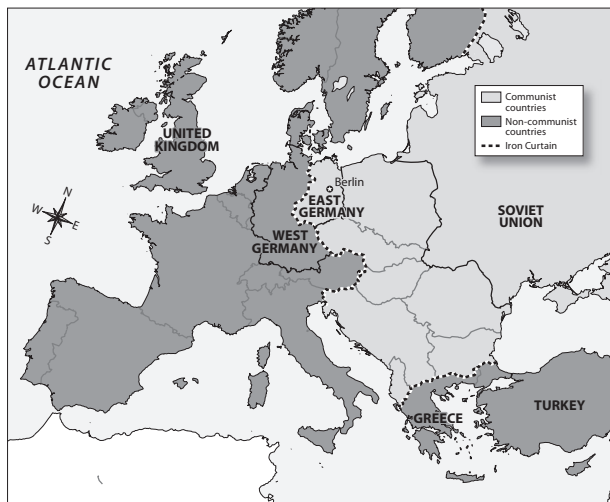 ATLANTIC
OCEAN
UNITED
KINGDOM
Communist
countries
Non-communist
countries
Iron Curtain
N
W
E
S
Berlin
EAST
GERMANY
WEST
GERMANY
SOVIET
UNION
GREECE
TURKEY